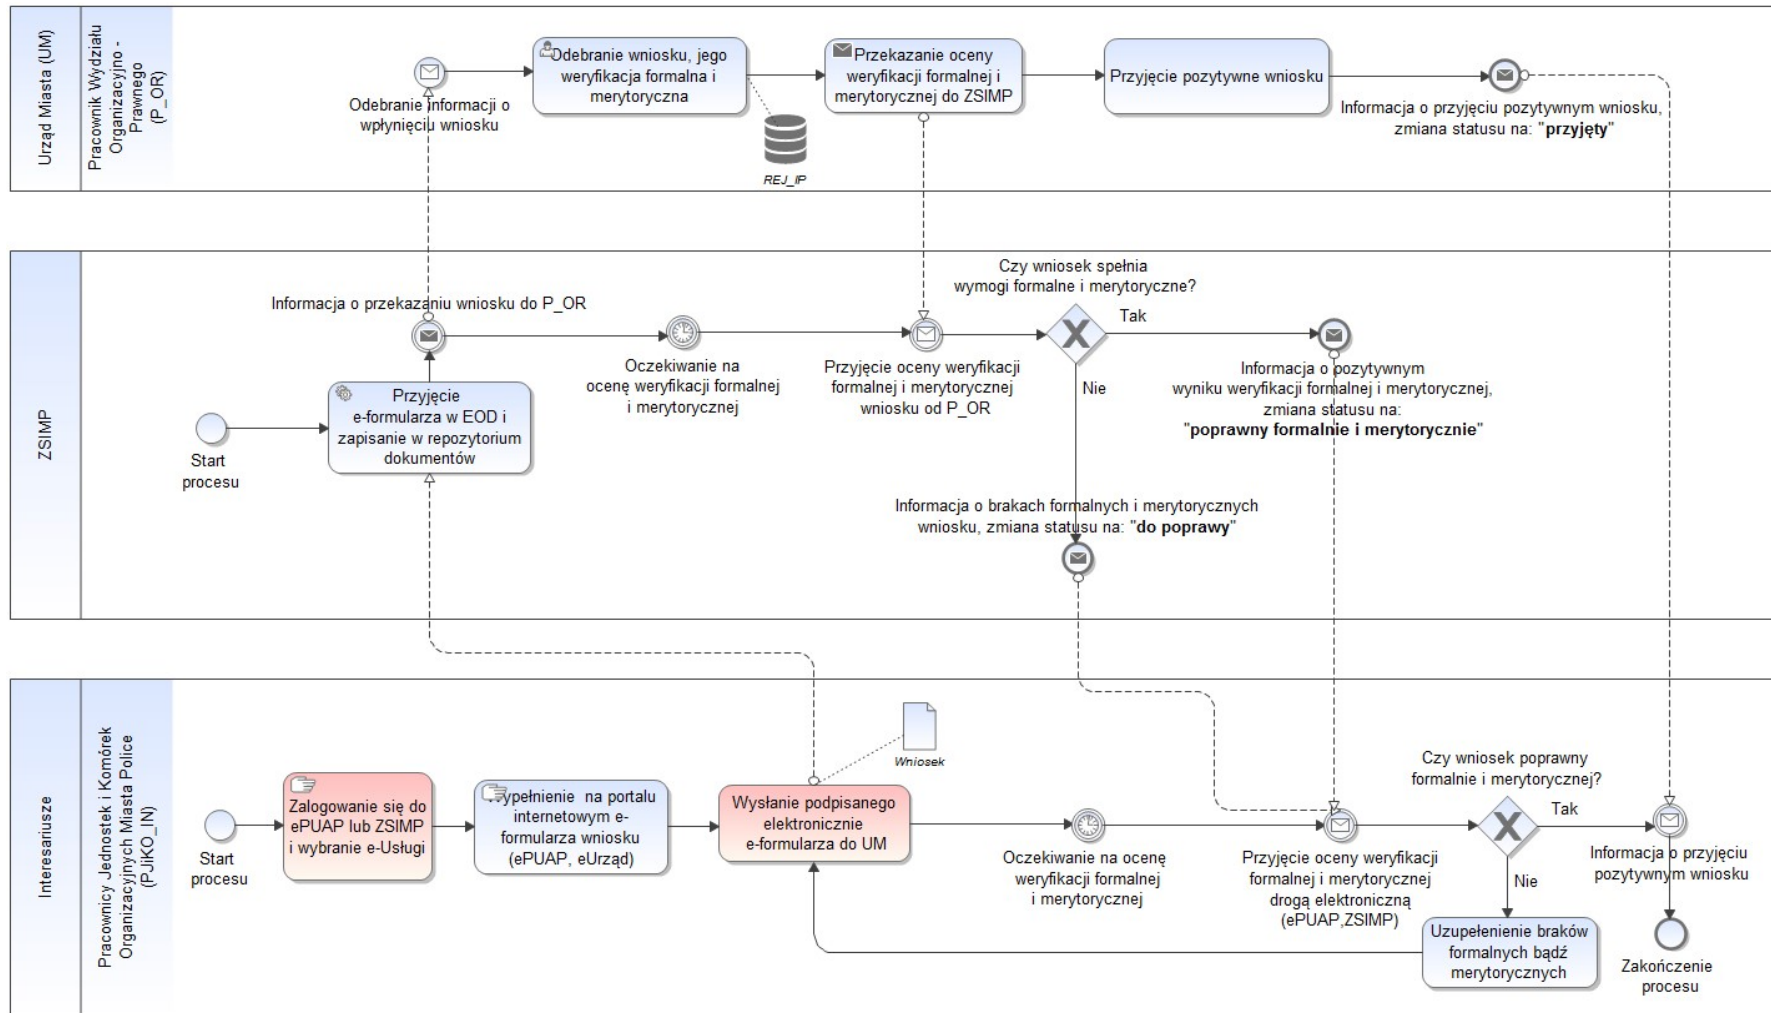 Urząd Miasta (UM)
Pracownik Wydziału
Organizacyjno -
Prawnego
(P_OR)
Odebranie informacji o
wpłynięciu wniosku
Odebranie wniosku, jego
weryfikacja formalna i
merytoryczna
REJ_IP
Przekazanie oceny
weryfikacji formalnej i
merytorycznej do ZSIMP
Przyjęcie pozytywne wniosku
Informacja o przyjęciu pozytywnym wniosku,
zmiana statusu na: "przyjęty"
ZSIMP
Start
procesu
Przyjęcie
e-formularza w EOD i
zapisanie w repozytorium
dokumentów
Informacja o przekazaniu wniosku do P_OR
Oczekiwanie na
ocenę weryfikacji formalnej
i merytorycznej
Przyjęcie oceny weryfikacji
formalnej i merytorycznej
wniosku od P_OR
Czy wniosek spełnia
wymogi formalne i merytoryczne?
Tak
Nie
Informacja o pozytywnym
wyniku weryfikacji formalnej i merytorycznej,
zmiana statusu na:
"poprawny formalnie i merytorycznie"
Informacja o brakach formalnych i merytorycznych
wniosku, zmiana statusu na: "do poprawy"
Interesariusze
Pracownicy Jednostek i Komórek
Organizacyjnych Miasta Police
(PJiKO_IN)
Start
procesu
Zalogowanie się do
ePUAP lub ZSIMP
i wybranie e-Usługi
Wypełnienie na portalu
internetowym e-
formularza wniosku
(ePUAP, eUrząd)
Wysłanie podpisanego
elektronicznie
e-formularza do UM
Wniosek
Oczekiwanie na ocenę
weryfikacji formalnej
i merytorycznej
Przyjęcie oceny weryfikacji
formalnej i merytorycznej
drogą elektroniczną
(ePUAP,ZSIMP)
Czy wniosek poprawny
formalnie i merytorycznej?
Tak
Nie
Uzupełenienie braków
formalnych bądź
merytorycznych
Informacja o przyjęciu
pozytywnym wniosku
Zakończenie
procesu